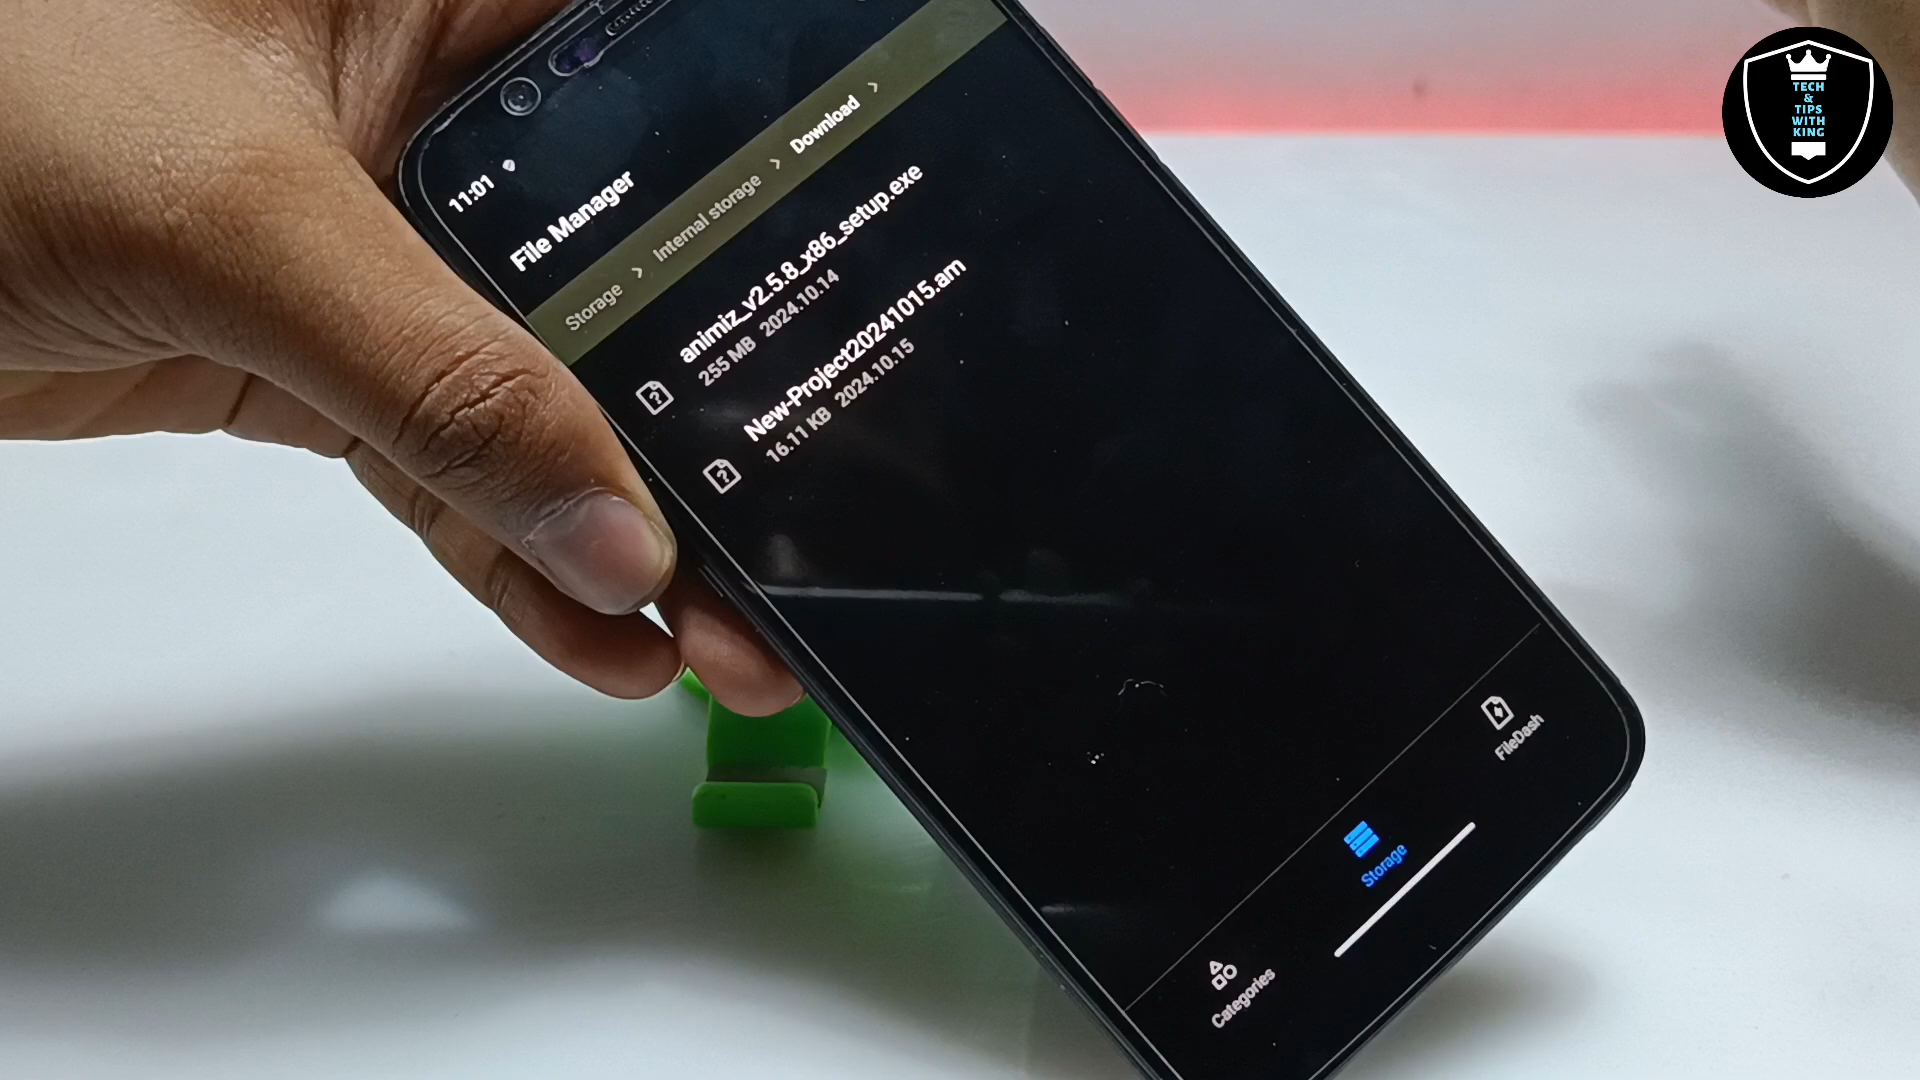 11:01
File Manager
Storage > Internal storage > Download >
animiz_v2.5.8_x86_setup.exe
255 MB 2024.10.14
New-Project20241015.am
16.11 KB 2024.10.15
Categories
Storage
FileDash
TECH
&
TIPS
WITH
KING